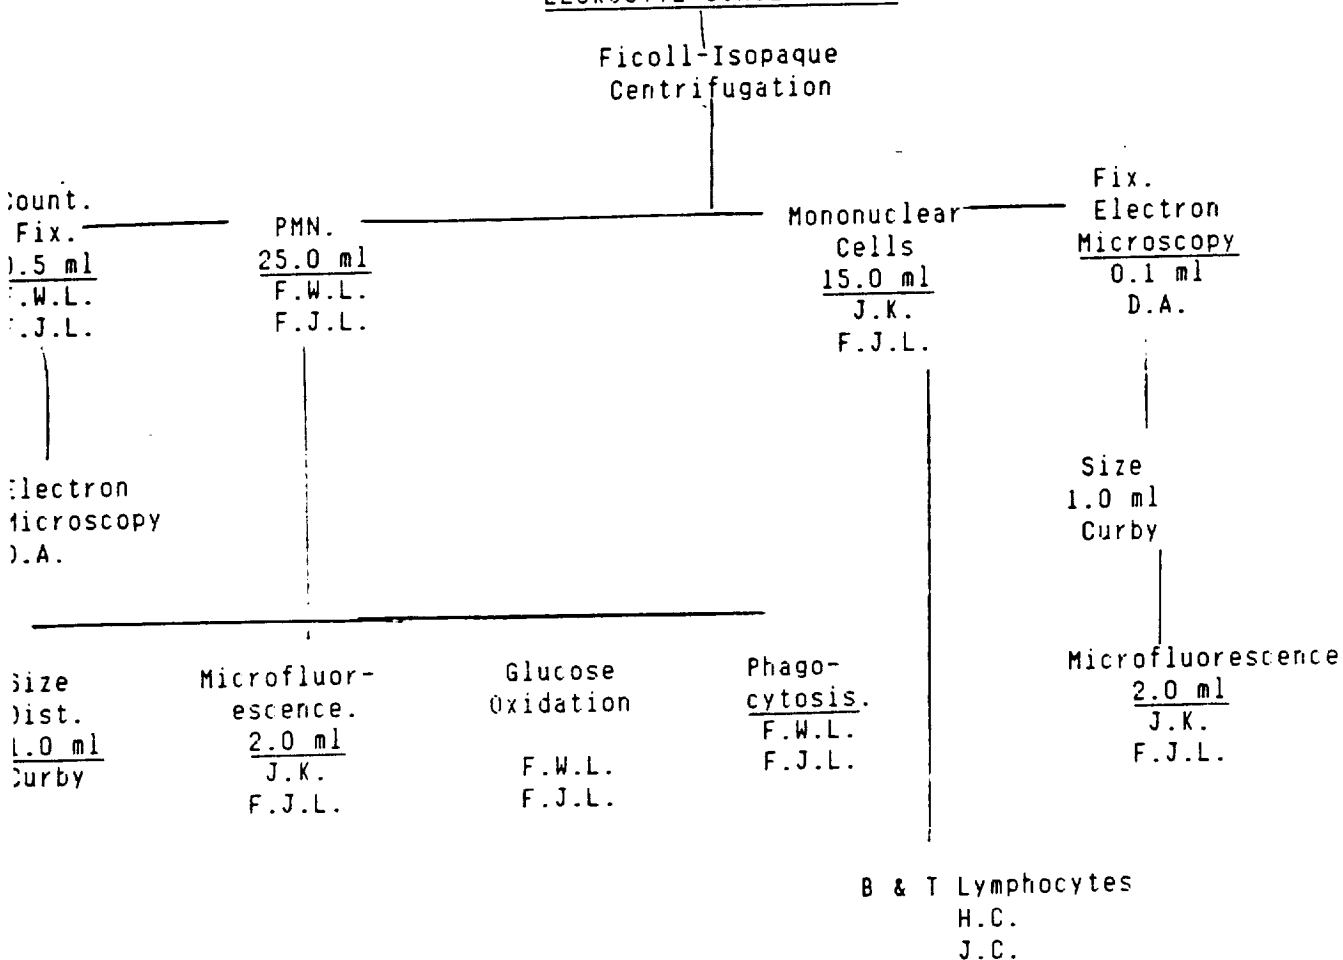 Ficoll-Isopaque
Centrifugation
Fix.
PMN.
25.0 ml
F.W.L.
F.J.L.
Mononuclear
Cells
15.0 ml
J.K.
F.J.L.
Fix.
Electron
Microscopy
0.1 ml
D.A.
Size
1.0 ml
Curby
Microfluor-
escence.
2.0 ml
J.K.
F.J.L.
Glucose
Oxidation
F.W.L.
F.J.L.
Phago-
cytosis.
F.W.L.
F.J.L.
Microfluorescence
2.0 ml
J.K.
F.J.L.
B & T Lymphocytes
H.C.
J.C.